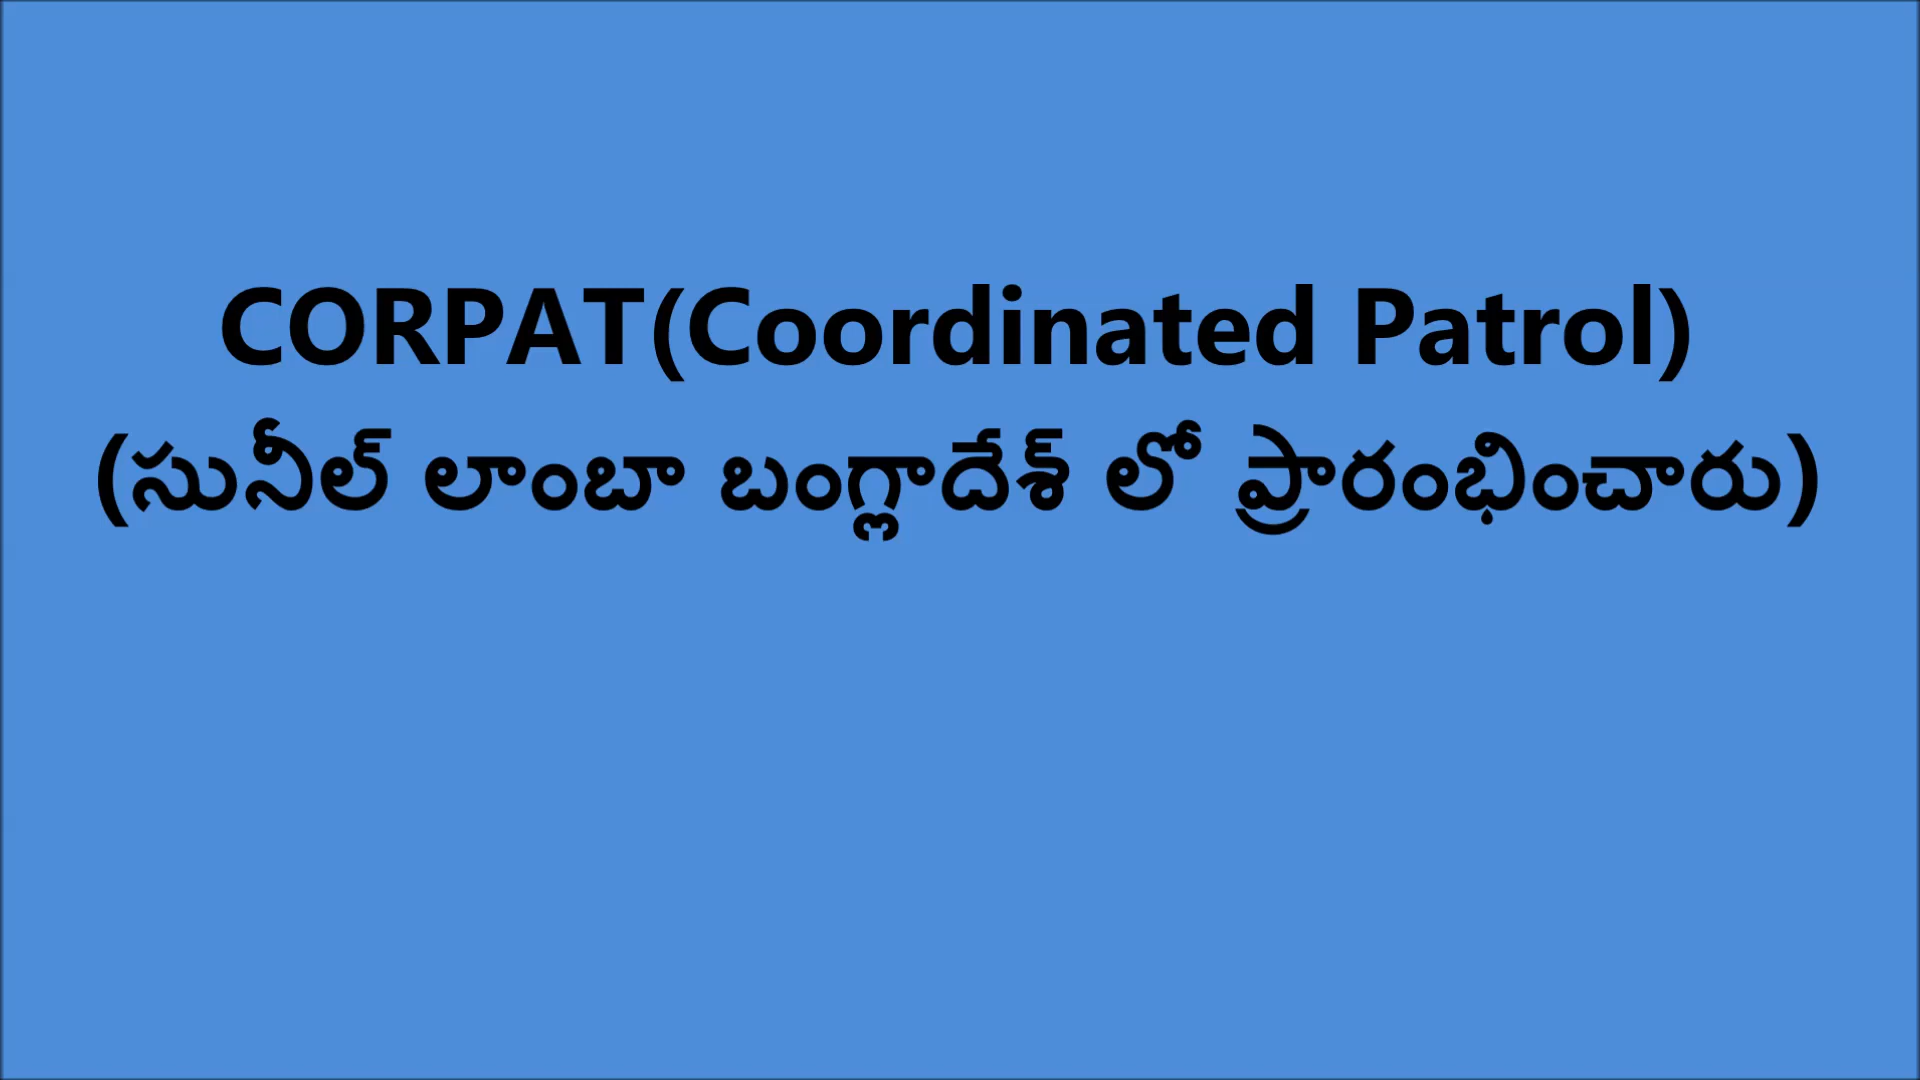 CORPAT(Coordinated Patrol)
(సునీల్ లాంబా బంగ్లాదేశ్ లో ప్రారంభించారు)